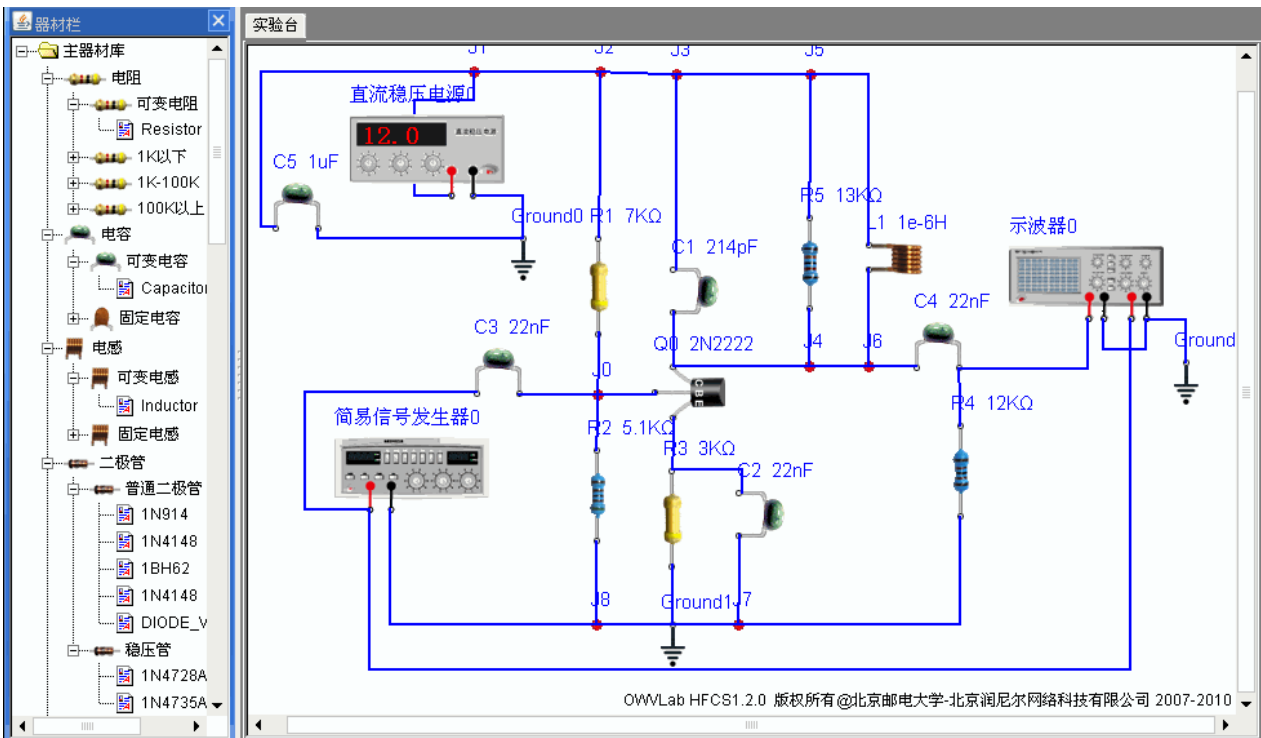 器材栏
主器材库
电阻
可变电阻
Resistor
1K以下
1K-100K
100K以上
电容
可变电容
Capacitor
固定电容
电感
可变电感
Inductor
固定电感
二极管
普通二极管
1N914
1N4148
1BH62
1N4148
DIODE_V
稳压管
1N4728A
1N4735A
实验台
J1
J2
J3
J5
直流稳压电源0
12.0
直流稳压电源
C5 1uF
Ground0
R1 7KΩ
C1 214pF
R5 13KΩ
L1 1e-6H
示波器0
C3 22nF
C4 22nF
Q0 2N2222
J4
J6
Ground
J0
C B E
简易信号发生器0
R2 5.1KΩ
R3 3KΩ
R4 12KΩ
C2 22nF
J8
Ground1
J7
OWVLab HFCS1.2.0 版权所有@北京邮电大学-北京润尼尔网络科技有限公司 2007-2010